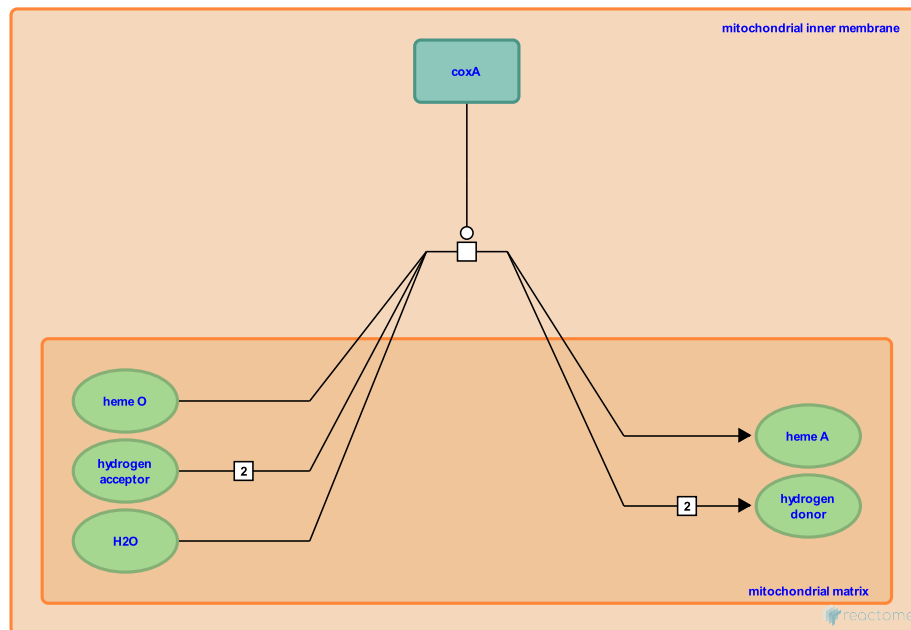 mitochondrial inner membrane
coxA
heme O
hydrogen
acceptor
2
H2O
heme A
2
hydrogen
donor
mitochondrial matrix
reactome